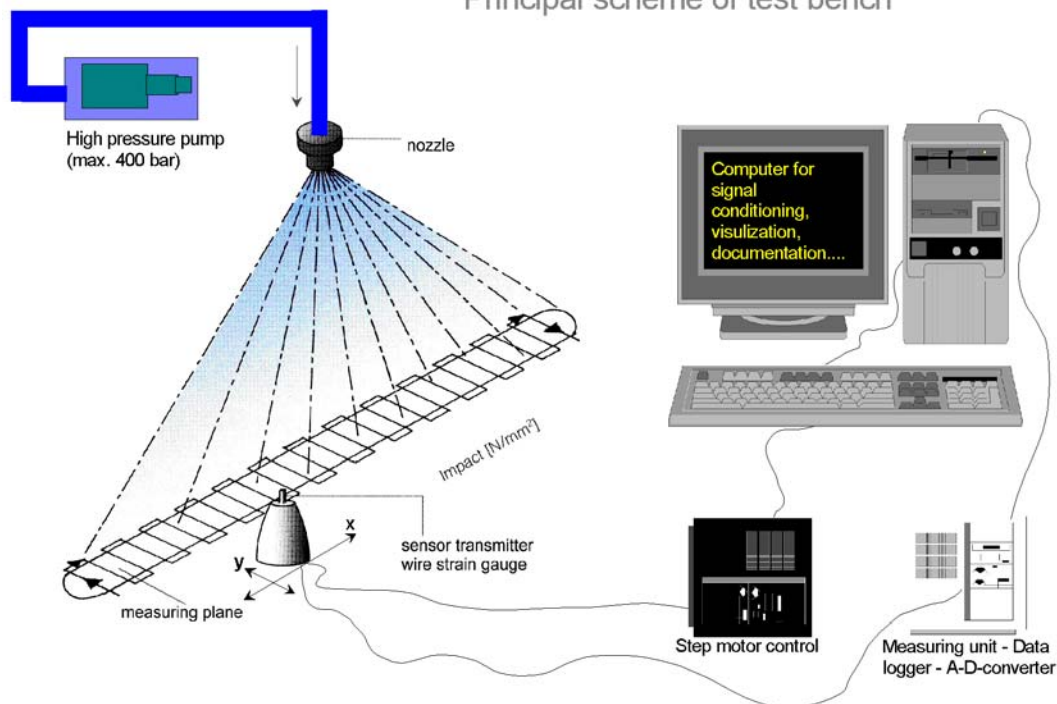 Principal scheme of test bench
High pressure pump
(max. 400 bar)
nozzle
Computer for
signal
conditioning,
visulization,
documentation....
Impact [N/mm²]
x
y
sensor transmitter
wire strain gauge
measuring plane
Step motor control
Measuring unit - Data
logger - A-D-converter